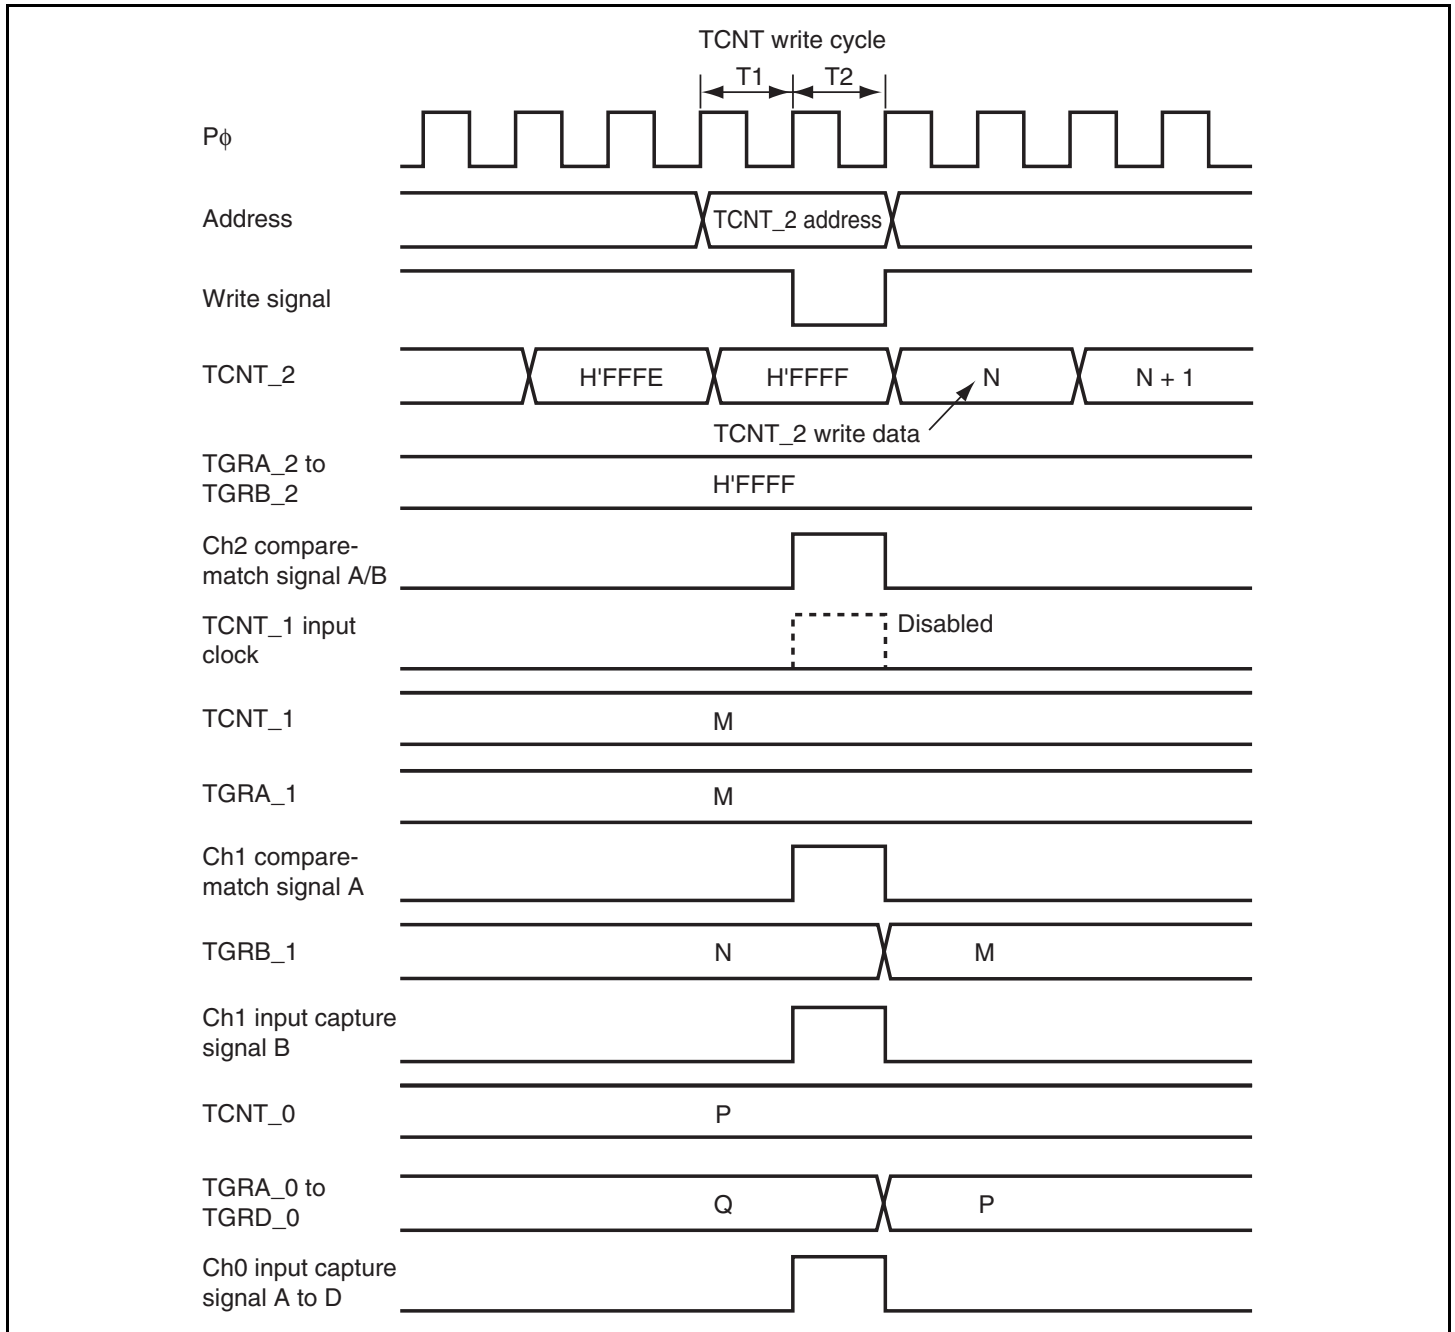 TCNT write cycle
T1 T2
Pϕ
Address
TCNT_2 address
Write signal
TCNT_2
H'FFFE H'FFFF N N + 1
TCNT_2 write data
TGRA_2 to
TGRB_2
H'FFFF
Ch2 compare-
match signal A/B
TCNT_1 input
clock
Disabled
TCNT_1
M
TGRA_1
M
Ch1 compare-
match signal A
TGRB_1
N M
Ch1 input capture
signal B
TCNT_0
P
TGRA_0 to
TGRD_0
Q P
Ch0 input capture
signal A to D